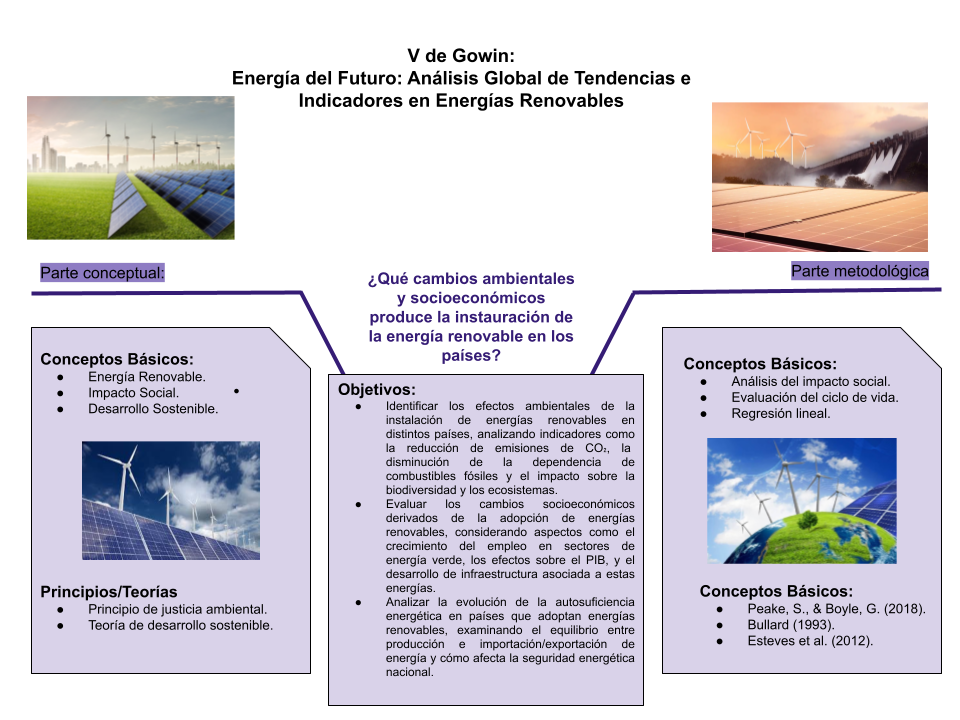 V de Gowin:
Energía del Futuro: Análisis Global de Tendencias e
Indicadores en Energías Renovables
Parte conceptual:
Parte metodológica
¿Qué cambios ambientales
y socioeconómicos
produce la instauración de
la energía renovable en los
países?
Conceptos Básicos:
● Energía Renovable.
● Impacto Social.
● Desarrollo Sostenible.
●
Principios/Teorías
● Principio de justicia ambiental.
● Teoría de desarrollo sostenible.
Objetivos:
● Identificar los efectos ambientales de la
instalación de energías renovables en
distintos países, analizando indicadores como
la reducción de emisiones de CO₂, la
disminución de la dependencia de
combustibles fósiles y el impacto sobre la
biodiversidad y los ecosistemas.
● Evaluar los cambios socioeconómicos
derivados de la adopción de energías
renovables, considerando aspectos como el
crecimiento del empleo en sectores de
energía verde, los efectos sobre el PIB, y el
desarrollo de infraestructura asociada a estas
energías.
● Analizar la evolución de la autosuficiencia
energética en países que adoptan energías
renovables, examinando el equilibrio entre
producción e importación/exportación de
energía y cómo afecta la seguridad energética
nacional.
Conceptos Básicos:
● Análisis del impacto social.
● Evaluación del ciclo de vida.
● Regresión lineal.
Conceptos Básicos:
● Peake, S., & Boyle, G. (2018).
● Bullard (1993).
● Esteves et al. (2012).